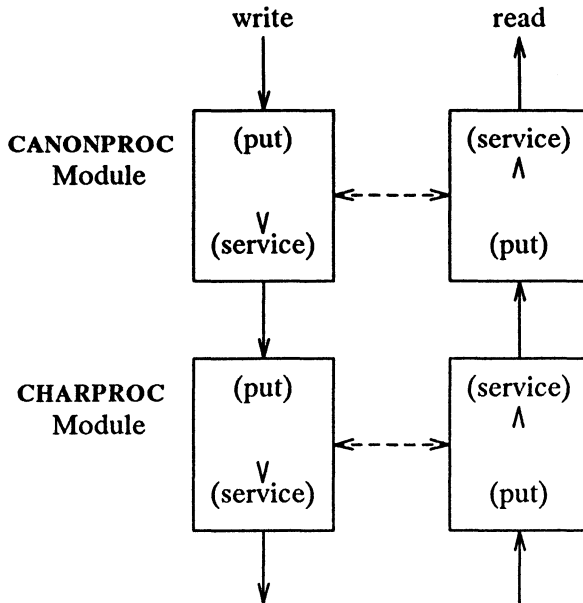 write read
CANONPROC (put) (service)
Module
(service) (put)
CHARPROC (put) (service)
Module
(service) (put)